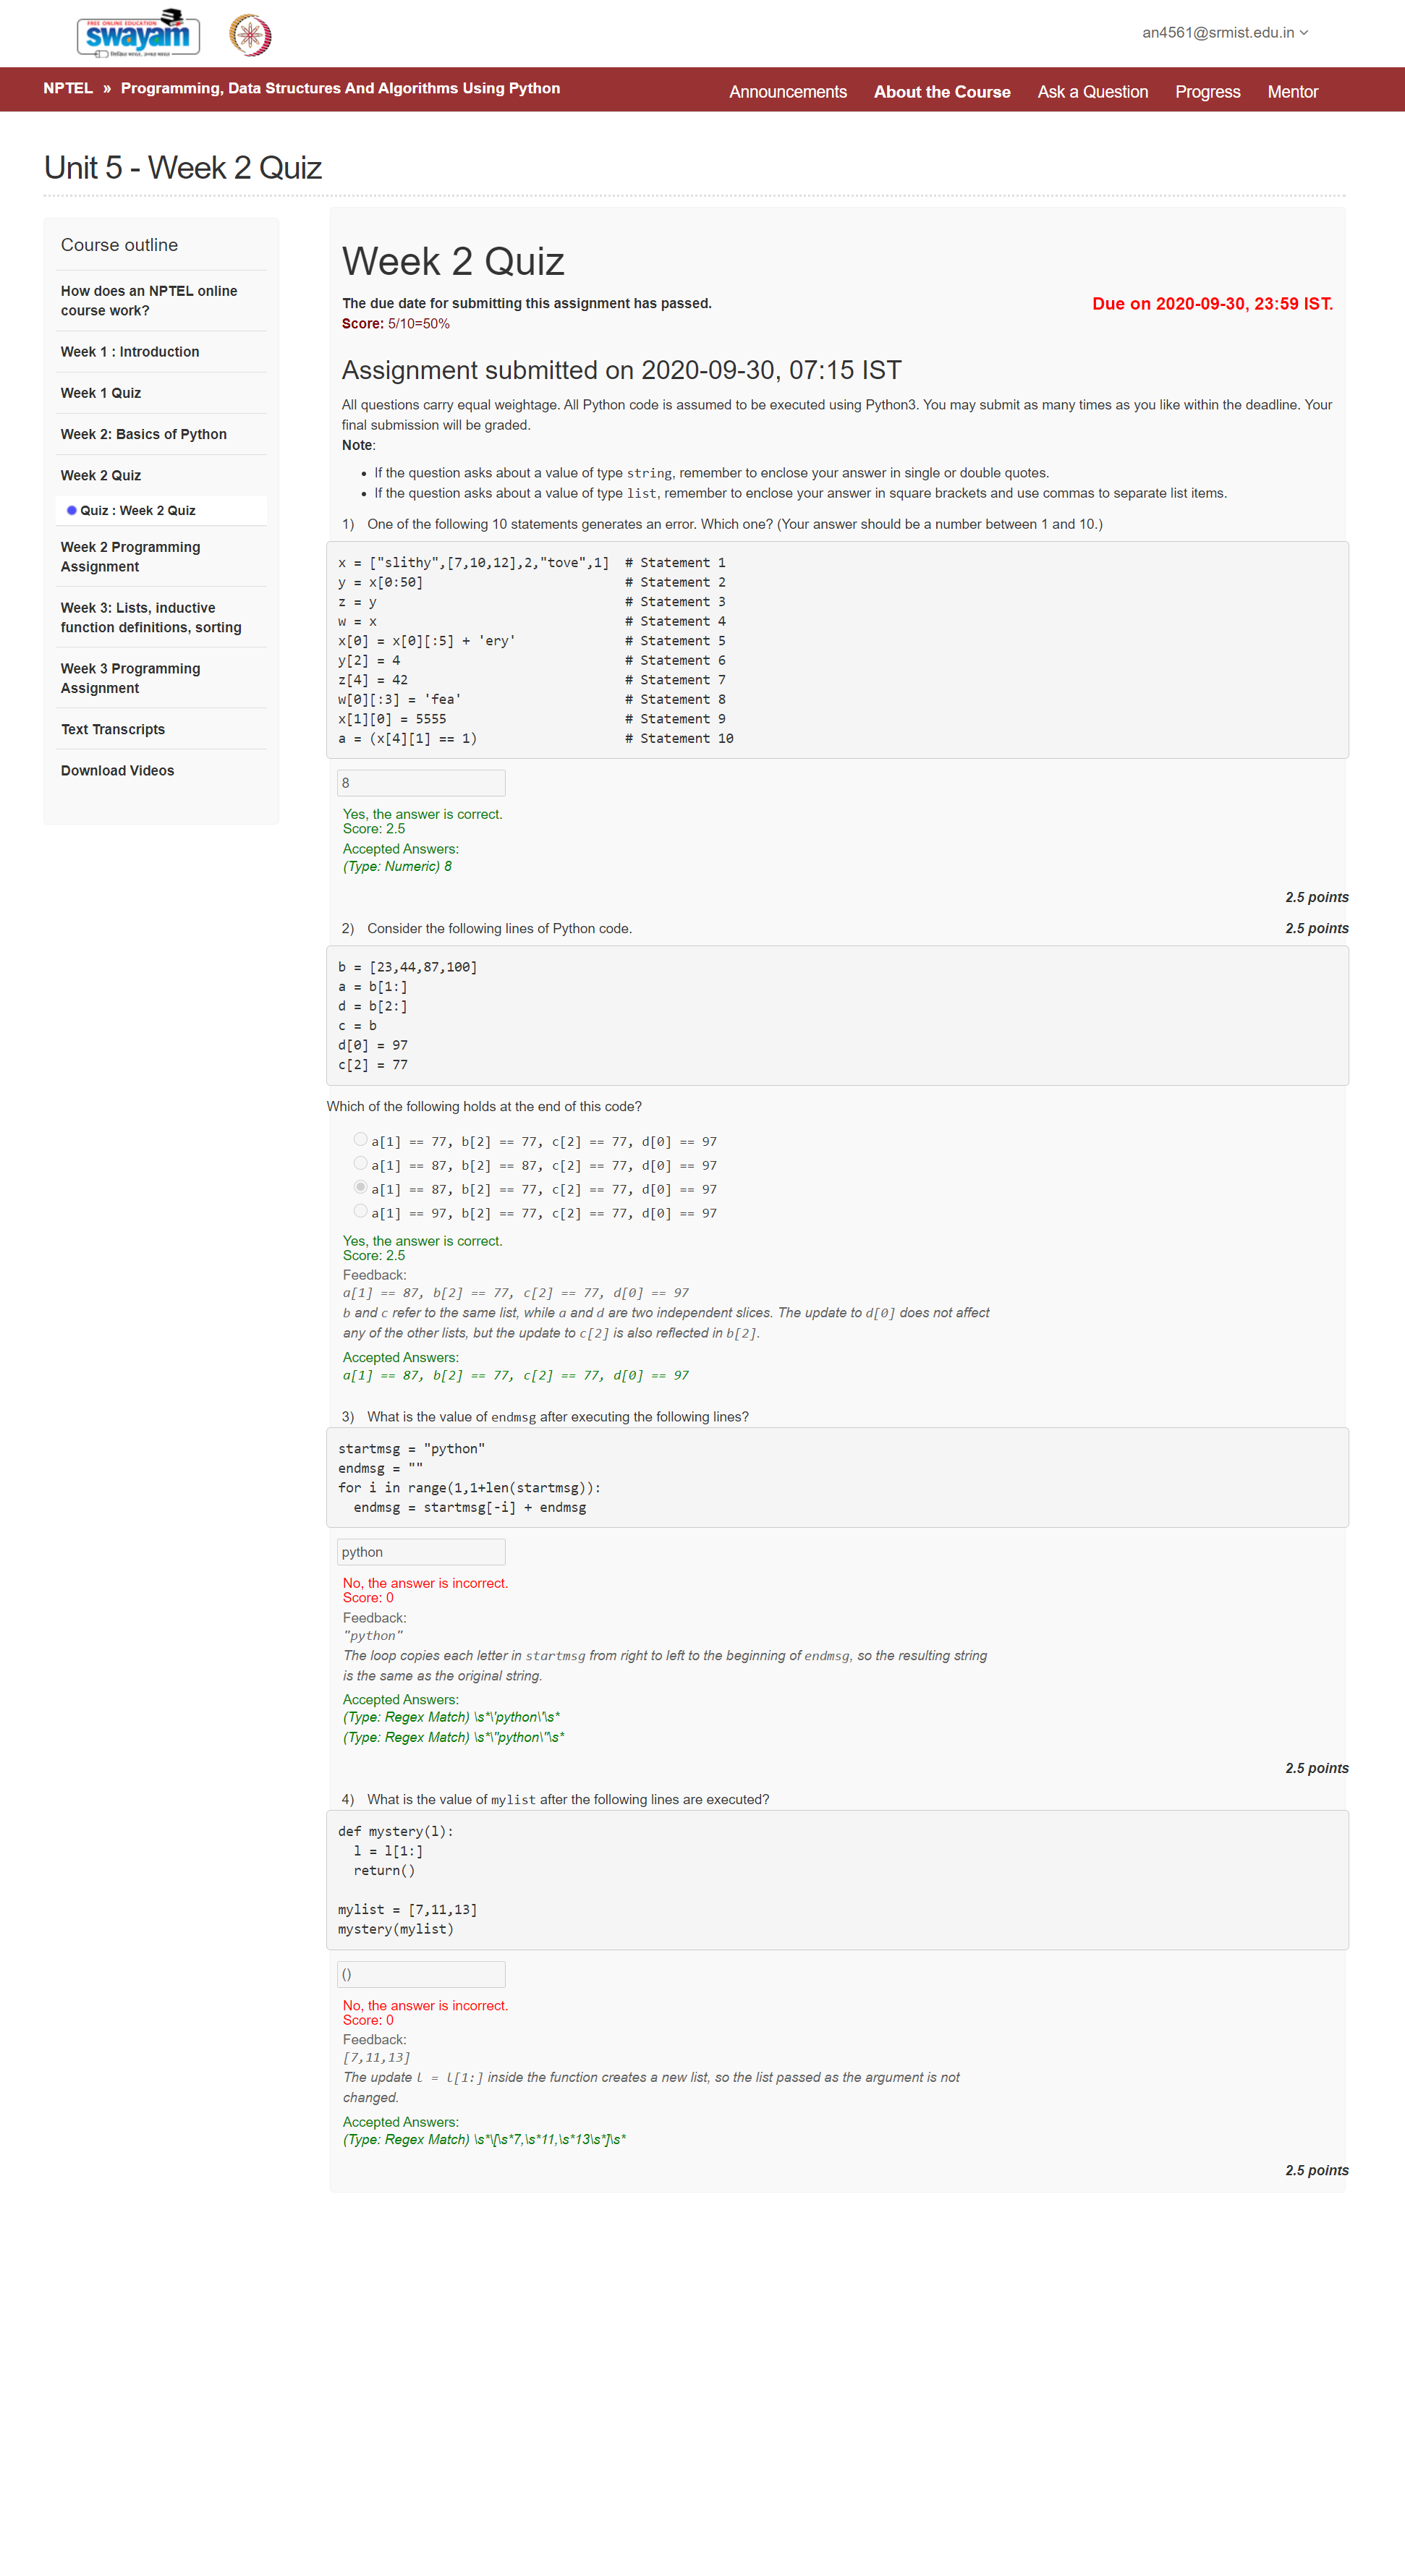 FREE ONLINE EDUCATION
swayam
an4561@srmist.edu.in
NPTEL » Programming, Data Structures And Algorithms Using Python
Announcements About the Course Ask a Question Progress Mentor
Unit 5 - Week 2 Quiz
Course outline
How does an NPTEL online
course work?
Week 1 : Introduction
Week 1 Quiz
Week 2: Basics of Python
Week 2 Quiz
Quiz : Week 2 Quiz
Week 2 Programming
Assignment
Week 3: Lists, inductive
function definitions, sorting
Week 3 Programming
Assignment
Text Transcripts
Download Videos
Week 2 Quiz
The due date for submitting this assignment has passed.
Due on 2020-09-30, 23:59 IST.
Score: 5/10=50%
Assignment submitted on 2020-09-30, 07:15 IST
All questions carry equal weightage. All Python code is assumed to be executed using Python3. You may submit as many times as you like within the deadline. Your
final submission will be graded.
Note:
• If the question asks about a value of type string, remember to enclose your answer in single or double quotes.
• If the question asks about a value of type list, remember to enclose your answer in square brackets and use commas to separate list items.
1) One of the following 10 statements generates an error. Which one? (Your answer should be a number between 1 and 10.)
x = ["slithy",[7,10,12],2,"tove",1]  # Statement 1
y = x[0:50]                          # Statement 2
z = y                                # Statement 3
w = x                                # Statement 4
x[0] = x[0][:5] + 'ery'              # Statement 5
y[2] = 4                             # Statement 6
z[4] = 42                            # Statement 7
w[0][:3] = 'fea'                     # Statement 8
x[1][0] = 5555                       # Statement 9
a = (x[4][1] == 1)                   # Statement 10
8
Yes, the answer is correct.
Score: 2.5
Accepted Answers:
(Type: Numeric) 8
2.5 points
2) Consider the following lines of Python code. 2.5 points
b = [23,44,87,100]
a = b[1:]
d = b[2:]
c = b
d[0] = 97
c[2] = 77
Which of the following holds at the end of this code?
a[1] == 77, b[2] == 77, c[2] == 77, d[0] == 97
a[1] == 87, b[2] == 87, c[2] == 77, d[0] == 97
a[1] == 87, b[2] == 77, c[2] == 77, d[0] == 97
a[1] == 97, b[2] == 77, c[2] == 77, d[0] == 97
Yes, the answer is correct.
Score: 2.5
Feedback:
a[1] == 87, b[2] == 77, c[2] == 77, d[0] == 97
b and c refer to the same list, while a and d are two independent slices. The update to d[0] does not affect
any of the other lists, but the update to c[2] is also reflected in b[2].
Accepted Answers:
a[1] == 87, b[2] == 77, c[2] == 77, d[0] == 97
3) What is the value of endmsg after executing the following lines?
startmsg = "python"
endmsg = ""
for i in range(1,1+len(startmsg)):
  endmsg = startmsg[-i] + endmsg
python
No, the answer is incorrect.
Score: 0
Feedback:
"python"
The loop copies each letter in startmsg from right to left to the beginning of endmsg, so the resulting string
is the same as the original string.
Accepted Answers:
(Type: Regex Match) \s*\'python\'\s*
(Type: Regex Match) \s*\"python\"\s*
2.5 points
4) What is the value of mylist after the following lines are executed?
def mystery(l):
  l = l[1:]
  return()
mylist = [7,11,13]
mystery(mylist)
()
No, the answer is incorrect.
Score: 0
Feedback:
[7,11,13]
The update l = l[1:] inside the function creates a new list, so the list passed as the argument is not
changed.
Accepted Answers:
(Type: Regex Match) \s*\[\s*7,\s*11,\s*13\s*]\s*
2.5 points